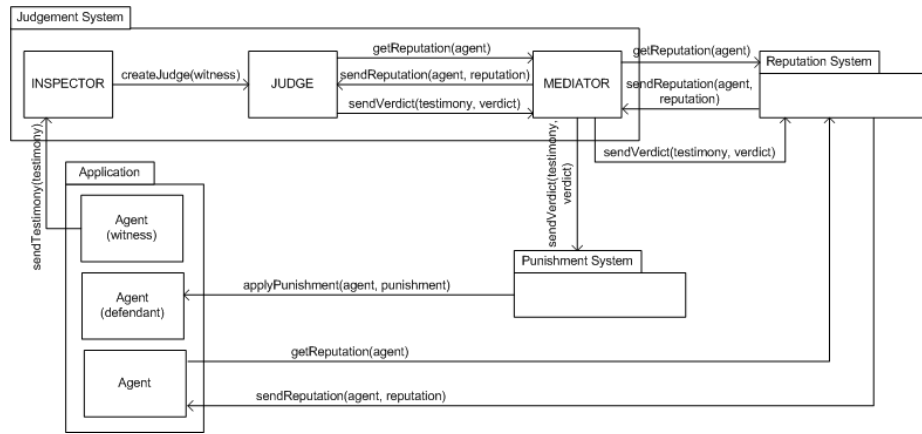 Judgement System
getReputation(agent)
getReputation(agent)
Reputation System
INSPECTOR
createJudge(witness)
JUDGE
sendReputation(agent, reputation)
MEDIATOR
sendReputation(agent,
reputation)
sendVerdict(testimony, verdict)
sendVerdict(testimony, verdict)
sendTestimony(testimony)
sendVerdict(testimony,
verdict)
Application
Agent
(witness)
Punishment System
Agent
(defendant)
applyPunishment(agent, punishment)
getReputation(agent)
Agent
sendReputation(agent, reputation)